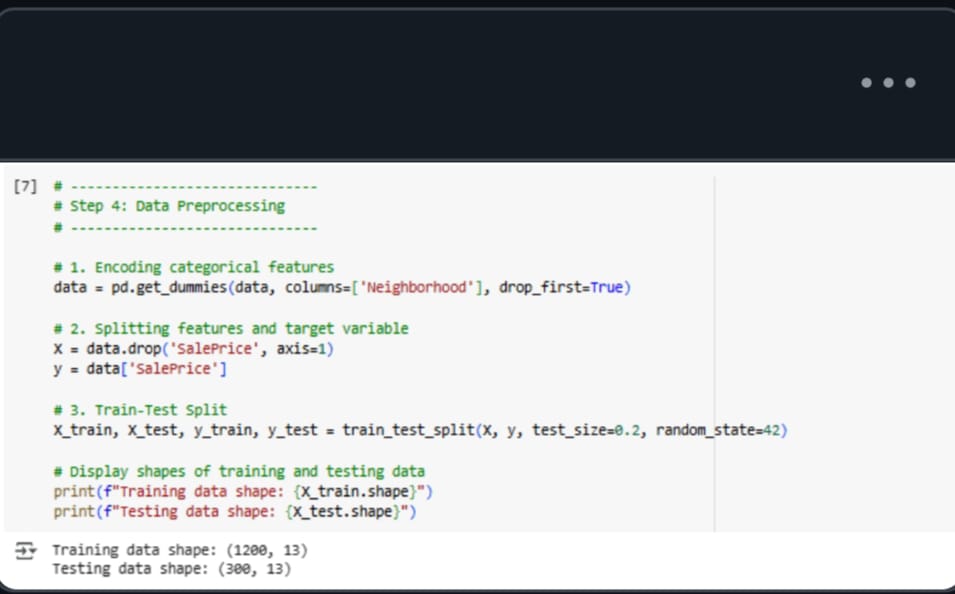 [7] # ------------------------------
# Step 4: Data Preprocessing
# ------------------------------
# 1. Encoding categorical features
data = pd.get_dummies(data, columns=['Neighborhood'], drop_first=True)
# 2. Splitting features and target variable
X = data.drop('SalePrice', axis=1)
y = data['SalePrice']
# 3. Train-Test Split
X_train, X_test, y_train, y_test = train_test_split(X, y, test_size=0.2, random_state=42)
# Display shapes of training and testing data
print(f"Training data shape: {X_train.shape}")
print(f"Testing data shape: {X_test.shape}")
Training data shape: (1200, 13)
Testing data shape: (300, 13)